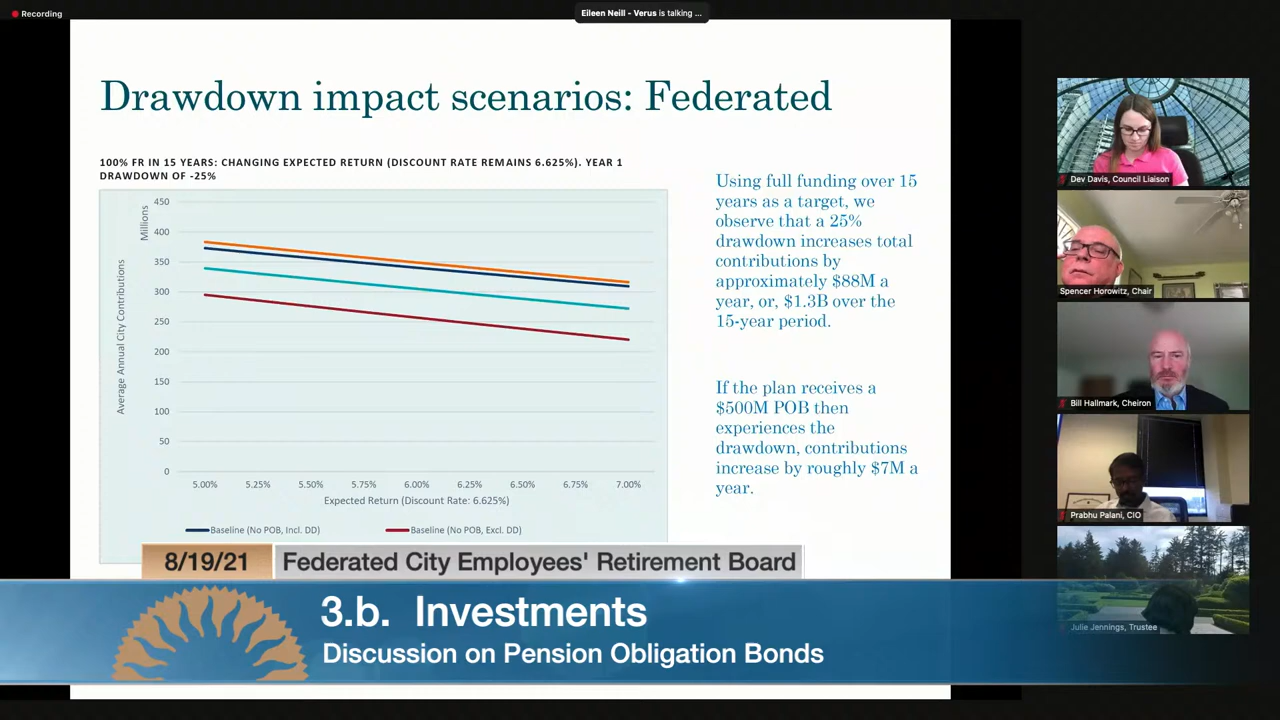 Recording
Eileen Neill - Verus is talking ...
Drawdown impact scenarios: Federated
100% FR IN 15 YEARS: CHANGING EXPECTED RETURN (DISCOUNT RATE REMAINS 6.625%). YEAR 1
DRAWDOWN OF -25%
Millions
Average Annual City Contributions
450
400
350
300
250
200
150
100
50
0
5.00% 5.25% 5.50% 5.75% 6.00% 6.25% 6.50% 6.75% 7.00%
Expected Return (Discount Rate: 6.625%)
Baseline (No POB, Incl. DD) Baseline (No POB, Excl. DD)
Using full funding over 15
years as a target, we
observe that a 25%
drawdown increases total
contributions by
approximately $88M a
year, or, $1.3B over the
15-year period.
If the plan receives a
$500M POB then
experiences the
drawdown, contributions
increase by roughly $7M a
year.
Dev Davis, Council Liaison
Spencer Horowitz, Chair
Bill Hallmark, Cheiron
Prabhu Palani, CIO
Julie Jennings, Trustee
8/19/21 Federated City Employees' Retirement Board
3.b. Investments
Discussion on Pension Obligation Bonds